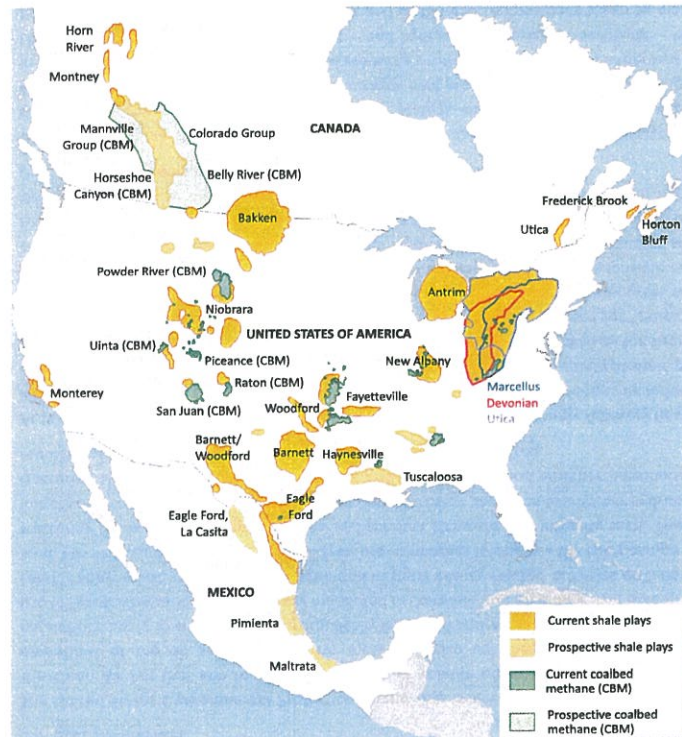 Horn
River
Montney
Mannville
Group (CBM)
Colorado Group
CANADA
Horseshoe
Canyon (CBM)
Belly River (CBM)
Bakken
Frederick Brook
Utica
Horton
Bluff
Powder River (CBM)
Antrim
Niobrara
UNITED STATES OF AMERICA
Uinta (CBM)
Piceance (CBM)
New Albany
Monterey
Raton (CBM)
San Juan (CBM)
Woodford
Fayetteville
Marcellus
Devonian
Utica
Barnett/
Woodford
Barnett
Haynesville
Tuscaloosa
Eagle
Ford
Eagle Ford,
La Casita
MEXICO
Pimienta
Maltrata
Current shale plays
Prospective shale plays
Current coalbed
methane (CBM)
Prospective coalbed
methane (CBM)